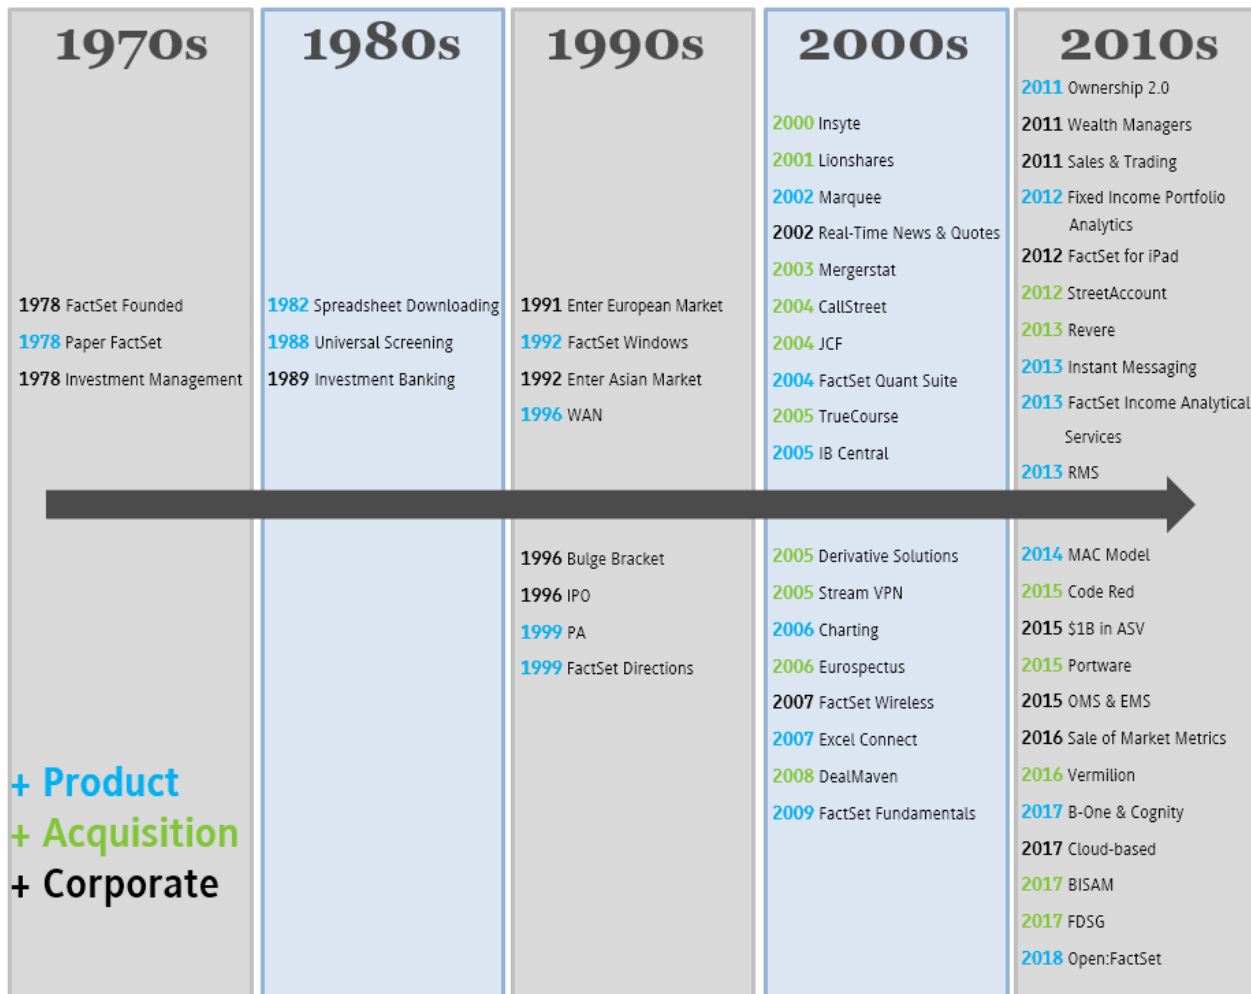 1970s
1978 FactSet Founded
1978 Paper FactSet
1978 Investment Management
+ Product
+ Acquisition
+ Corporate
1980s
1982 Spreadsheet Downloading
1988 Universal Screening
1989 Investment Banking
1990s
1991 Enter European Market
1992 FactSet Windows
1992 Enter Asian Market
1996 WAN
1996 Bulge Bracket
1996 IPO
1999 PA
1999 FactSet Directions
2000s
2000 Insyte
2001 Lionshares
2002 Marquee
2002 Real-Time News & Quotes
2003 Mergerstat
2004 CallStreet
2004 JCF
2004 FactSet Quant Suite
2005 TrueCourse
2005 IB Central
2005 Derivative Solutions
2005 Stream VPN
2006 Charting
2006 Eurospectus
2007 FactSet Wireless
2007 Excel Connect
2008 DealMaven
2009 FactSet Fundamentals
2010s
2011 Ownership 2.0
2011 Wealth Managers
2011 Sales & Trading
2012 Fixed Income Portfolio
Analytics
2012 FactSet for iPad
2012 StreetAccount
2013 Revere
2013 Instant Messaging
2013 FactSet Income Analytical
Services
2013 RMS
2014 MAC Model
2015 Code Red
2015 $1B in ASV
2015 Portware
2015 OMS & EMS
2016 Sale of Market Metrics
2016 Vermilion
2017 B-One & Cognity
2017 Cloud-based
2017 BISAM
2017 FDSG
2018 Open:FactSet